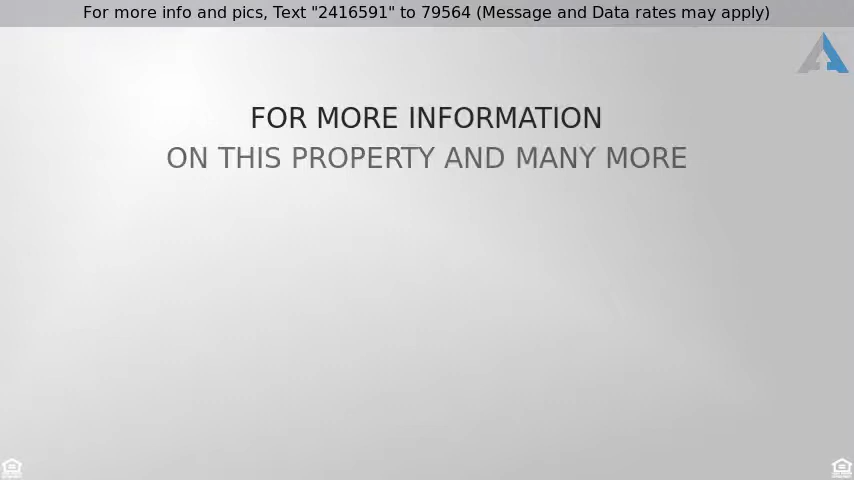 For more info and pics, Text "2416591" to 79564 (Message and Data rates may apply)
FOR MORE INFORMATION
ON THIS PROPERTY AND MANY MORE